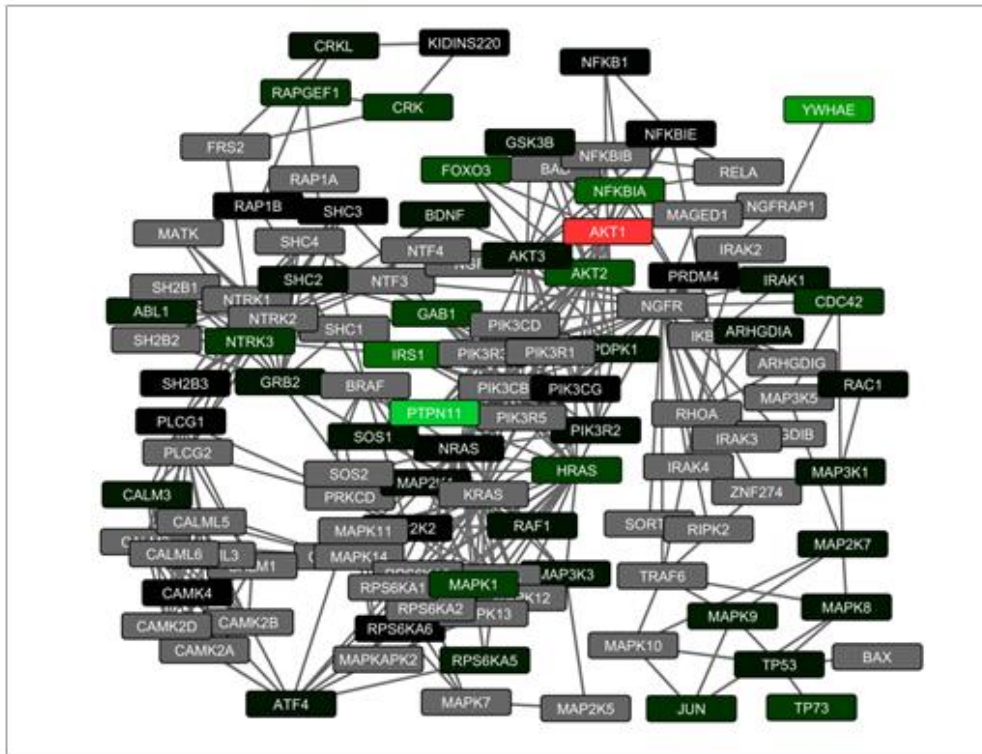 CRKL
KIDINS220
NFKB1
RAPGEF1
CRK
YWHAE
GSK3B
NFKBIE
FRS2
NFKBIB
FOXO3
RELA
RAP1A
NFKBIA
RAP1B
SHC3
BDNF
MAGED1
NGFRAP1
MATK
SHC4
AKT1
NTF4
AKT3
IRAK2
SHC2
AKT2
PRDM4
IRAK1
SH2B1
NTRK1
NTF3
NGFR
CDC42
ABL1
NTRK2
GAB1
PIK3CD
SHC1
ARHGDIA
SH2B2
NTRK3
IRS1
PIK3R1
PDPK1
ARHGDIG
SH2B3
GRB2
BRAF
PIK3CB
PIK3CG
MAP3K5
RAC1
PTPN11
PIK3R5
RHOA
PLCG1
SOS1
PIK3R2
IRAK3
NRAS
PLCG2
SOS2
HRAS
IRAK4
MAP3K1
CALM3
PRKCD
KRAS
ZNF274
CALML5
MAPK11
RAF1
RIPK2
CALML6
MAPK14
MAP2K7
RPS6KA1
MAPK1
MAP3K3
TRAF6
CAMK4
RPS6KA2
MAPK9
MAPK8
CAMK2D
CAMK2B
RPS6KA6
CAMK2A
MAPKAPK2
RPS6KA5
MAPK10
TP53
BAX
ATF4
MAPK7
MAP2K5
JUN
TP73